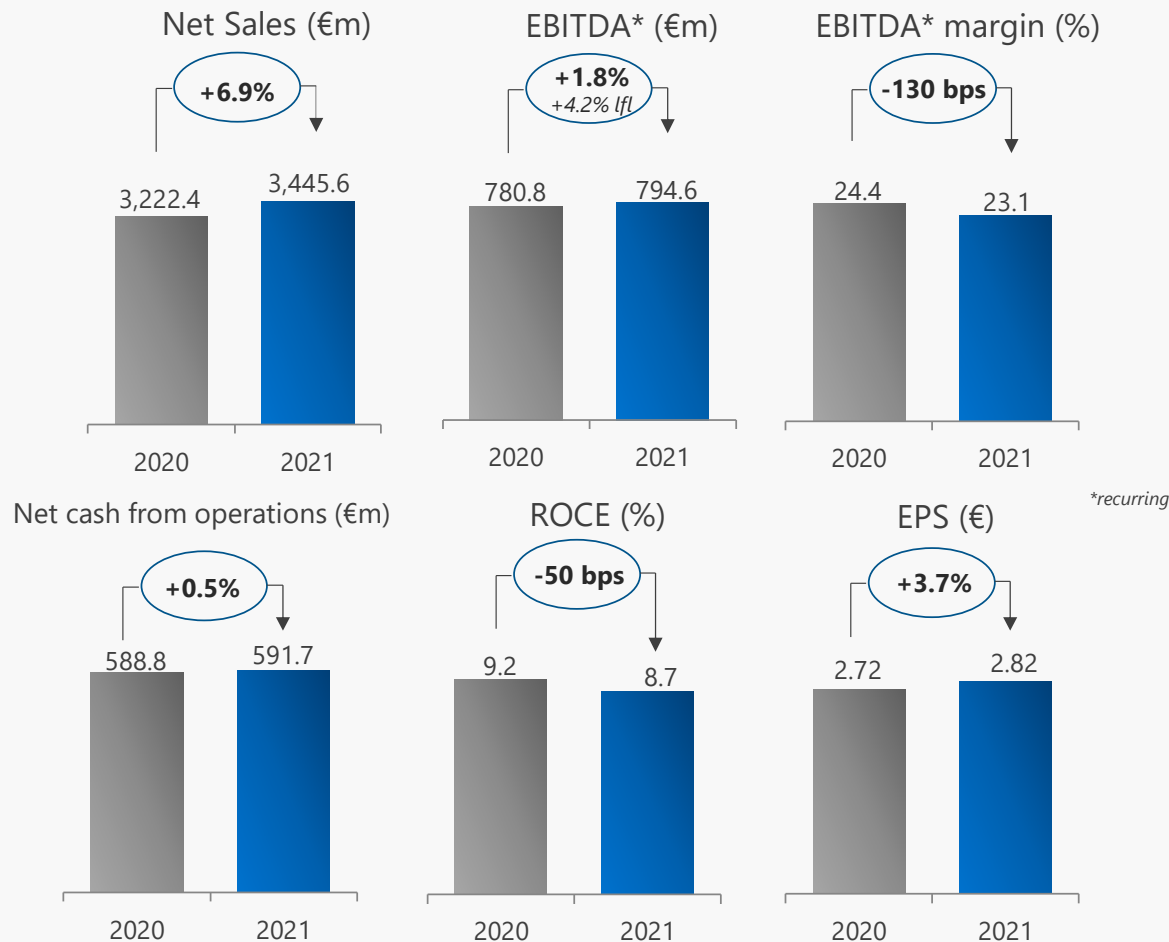 Net Sales (€m)
+6.9%
3,222.4
3,445.6
2020
2021
EBITDA* (€m)
+1.8%
+4.2% lfl
780.8
794.6
2020
2021
EBITDA* margin (%)
-130 bps
24.4
23.1
2020
2021
*recurring
Net cash from operations (€m)
+0.5%
588.8
591.7
2020
2021
ROCE (%)
-50 bps
9.2
8.7
2020
2021
EPS (€)
+3.7%
2.72
2.82
2020
2021